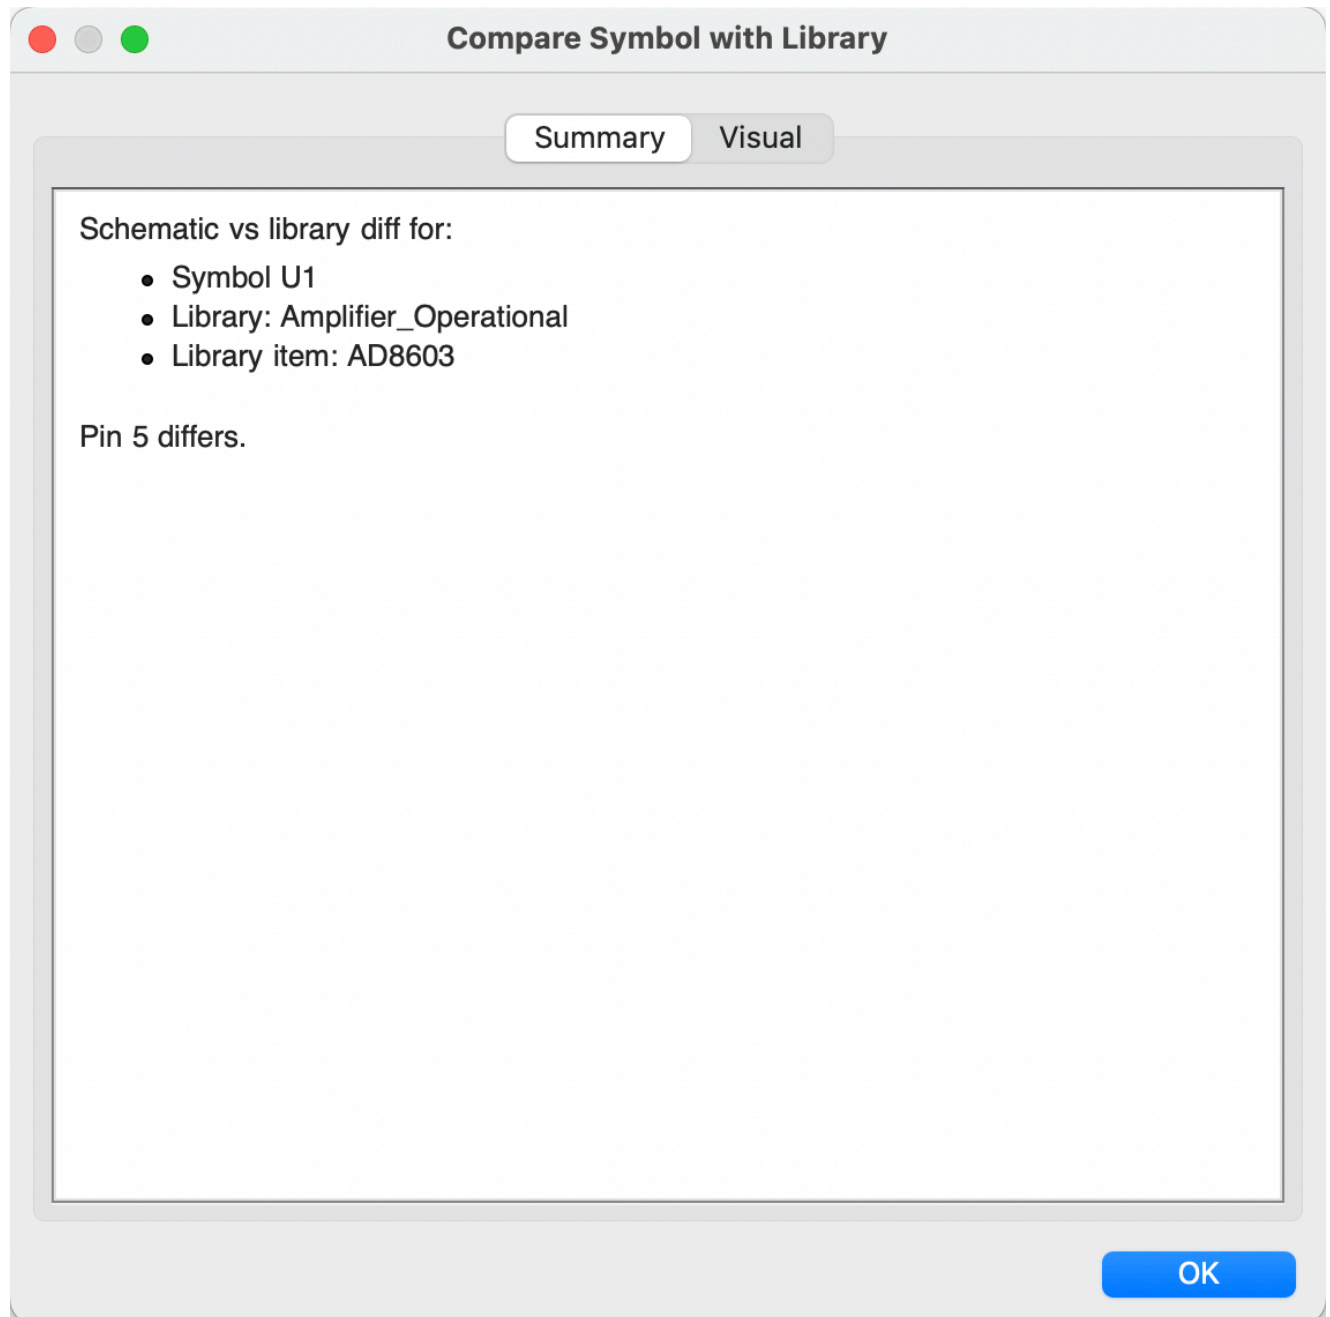 Compare Symbol with Library
Summary
Visual
Schematic vs library diff for:
• Symbol U1
• Library: Amplifier_Operational
• Library item: AD8603
Pin 5 differs.
OK